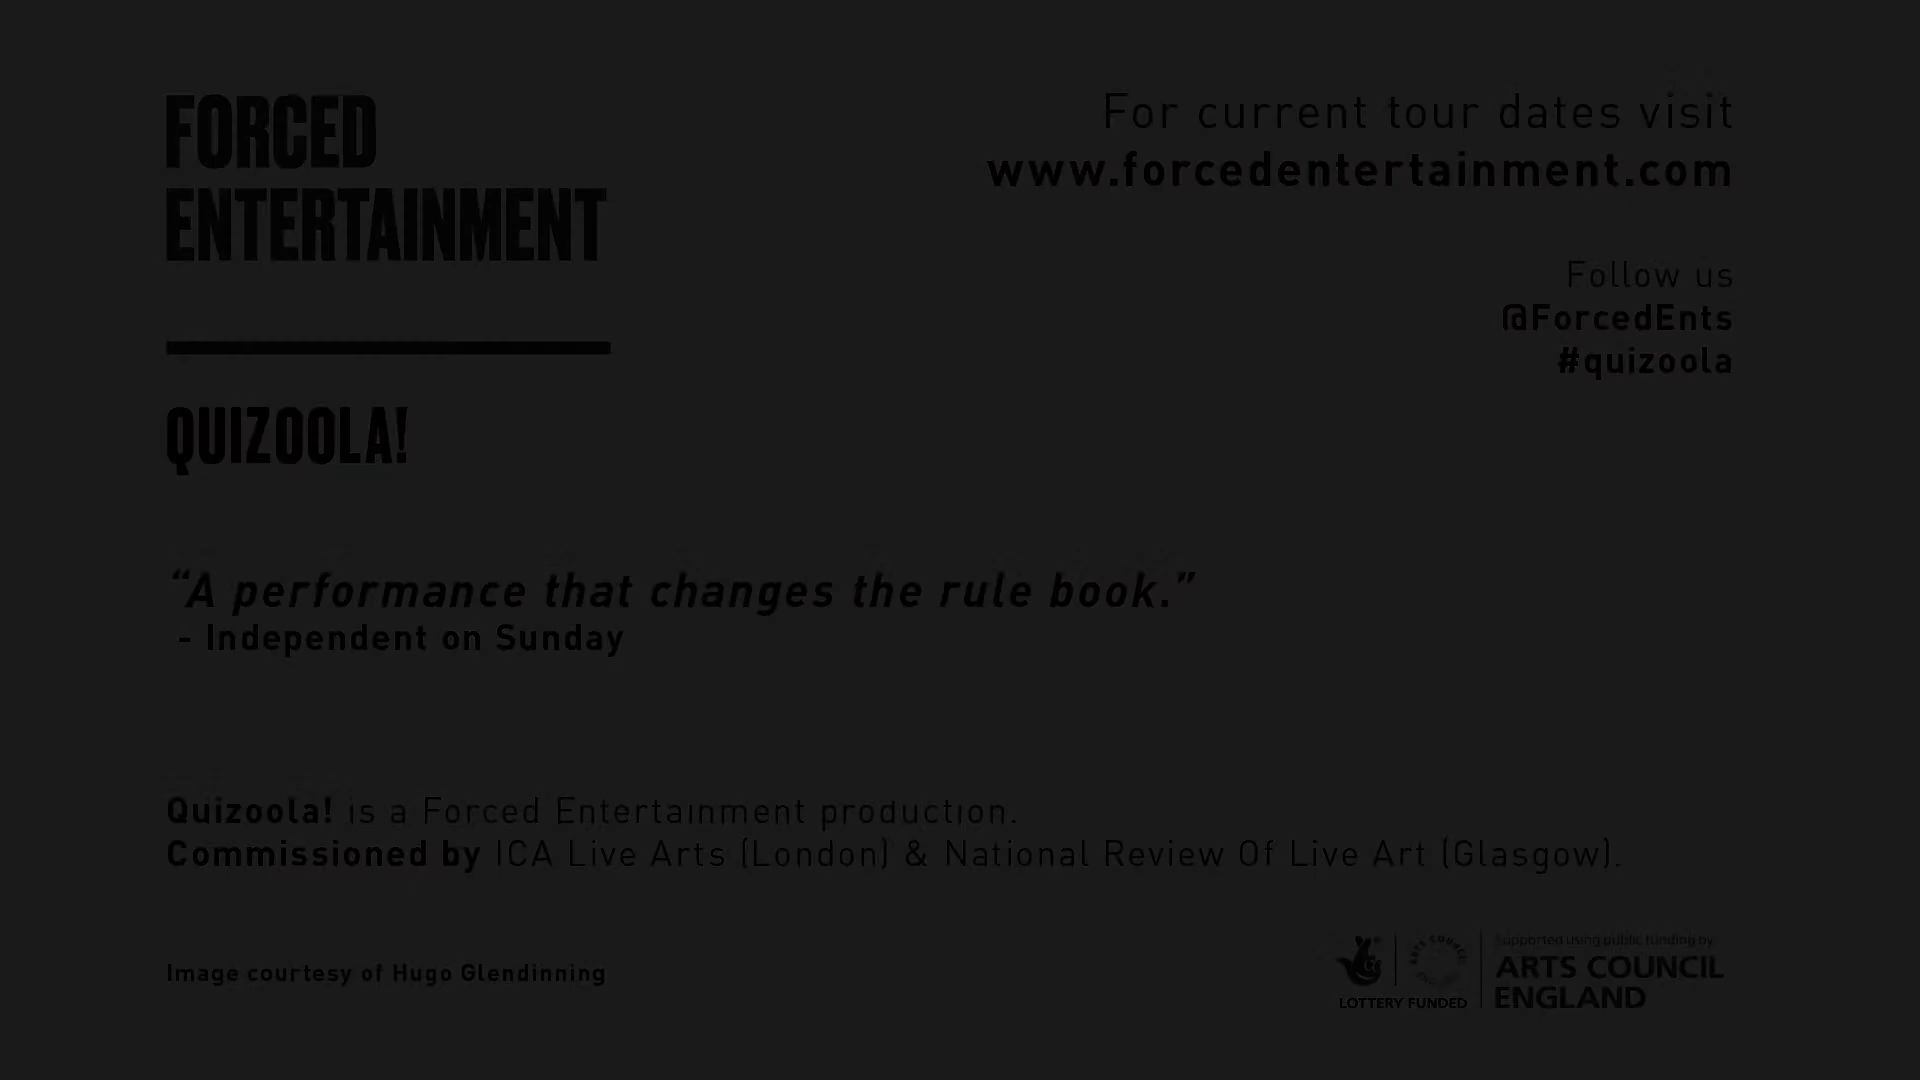 FORCED
ENTERTAINMENT
QUIZOOLA!
For current tour dates visit
www.forcedentertainment.com
Follow us
@ForcedEnts
#quizoola
“A performance that changes the rule book.”
- Independent on Sunday
Quizoola! is a Forced Entertainment production.
Commissioned by ICA Live Arts (London) & National Review Of Live Art (Glasgow).
Image courtesy of Hugo Glendinning
LOTTERY FUNDED
Supported using public funding by
ARTS COUNCIL
ENGLAND